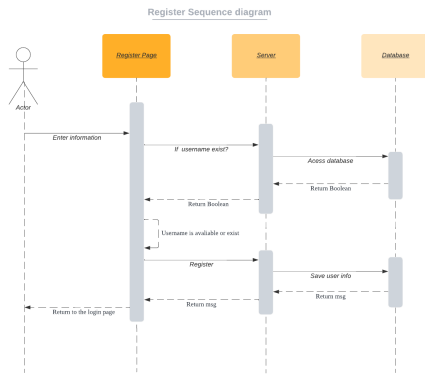 Register Sequence diagram
Register Page
Server
Database
Actor
Enter information
If username exist?
Acess database
Return Boolean
Return Boolean
Username is avaliable or exist
Register
Save user info
Return msg
Return msg
Return to the login page